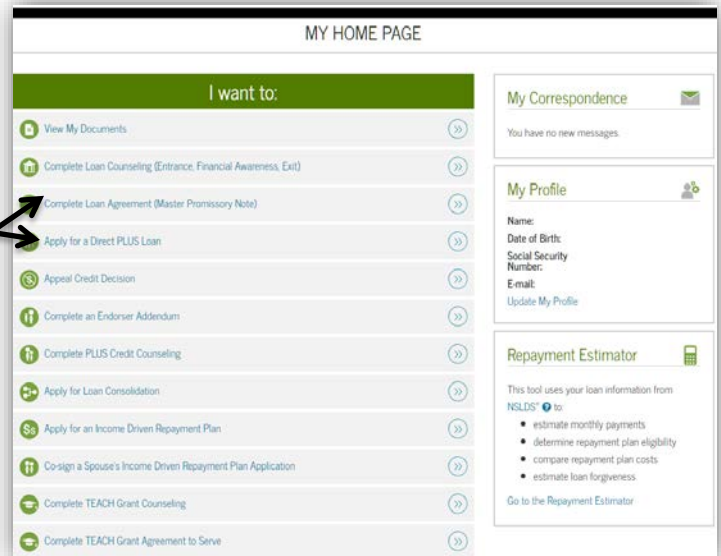 MY HOME PAGE
I want to:
View My Documents
Complete Loan Counseling (Entrance, Financial Awareness, Exit)
Complete Loan Agreement (Master Promissory Note)
Apply for a Direct PLUS Loan
Appeal Credit Decision
Complete an Endorser Addendum
Complete PLUS Credit Counseling
Apply for Loan Consolidation
Apply for an Income Driven Repayment Plan
Co-sign a Spouse's Income Driven Repayment Plan Application
Complete TEACH Grant Counseling
Complete TEACH Grant Agreement to Serve
My Correspondence
You have no new messages.
My Profile
Name:
Date of Birth:
Social Security
Number:
E-mail:
Update My Profile
Repayment Estimator
This tool uses your loan information from
NSLDS® ? to:
• estimate monthly payments
• determine repayment plan eligibility
• compare repayment plan costs
• estimate loan forgiveness
Go to the Repayment Estimator